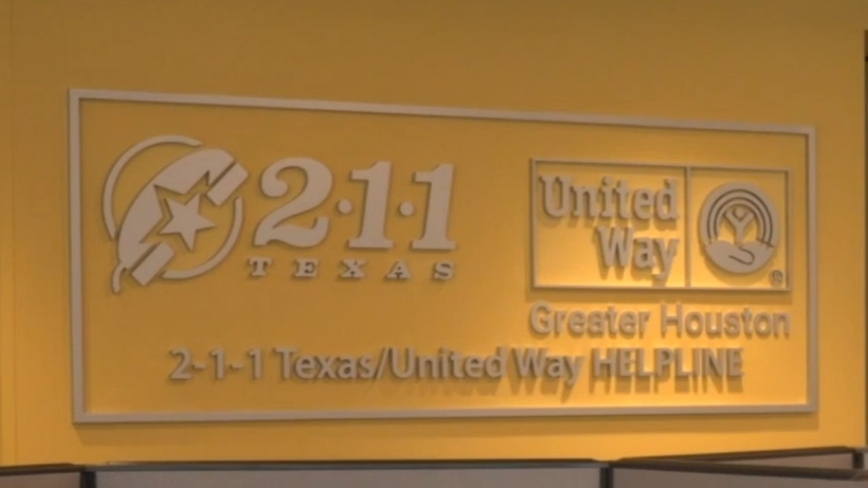 2·1·1
TEXAS
United
Way
®
Greater Houston
2-1-1 Texas/United Way HELPLINE